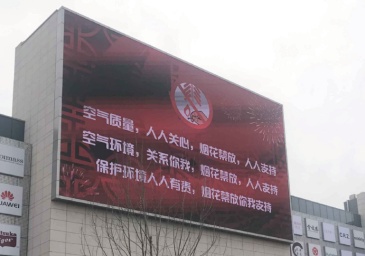 空气质量，人人关心，烟花禁放，人人支持
空气环境，关系你我，烟花禁放，人人支持
保护环境人人有责，烟花禁放你我支持
HUAWEI